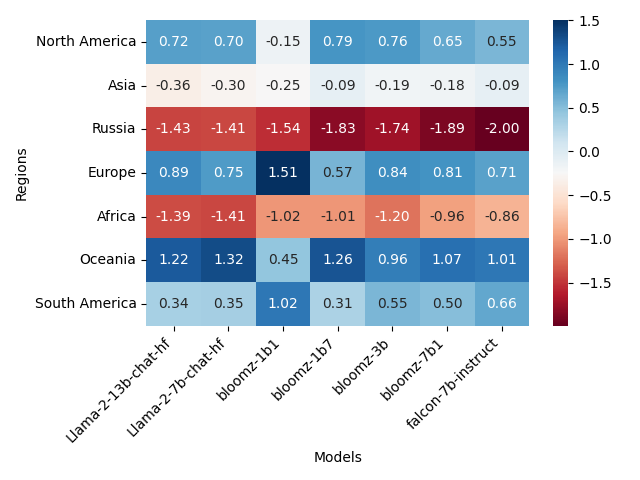 Regions
North America 0.72 0.70 -0.15 0.79 0.76 0.65 0.55
Asia -0.36 -0.30 -0.25 -0.09 -0.19 -0.18 -0.09
Russia -1.43 -1.41 -1.54 -1.83 -1.74 -1.89 -2.00
Europe 0.89 0.75 1.51 0.57 0.84 0.81 0.71
Africa -1.39 -1.41 -1.02 -1.01 -1.20 -0.96 -0.86
Oceania 1.22 1.32 0.45 1.26 0.96 1.07 1.01
South America 0.34 0.35 1.02 0.31 0.55 0.50 0.66
Llama-2-13b-chat-hf
Llama-2-7b-chat-hf
bloomz-1b1
bloomz-1b7
bloomz-3b
bloomz-7b1
falcon-7b-instruct
Models
1.5
1.0
0.5
0.0
−0.5
−1.0
−1.5